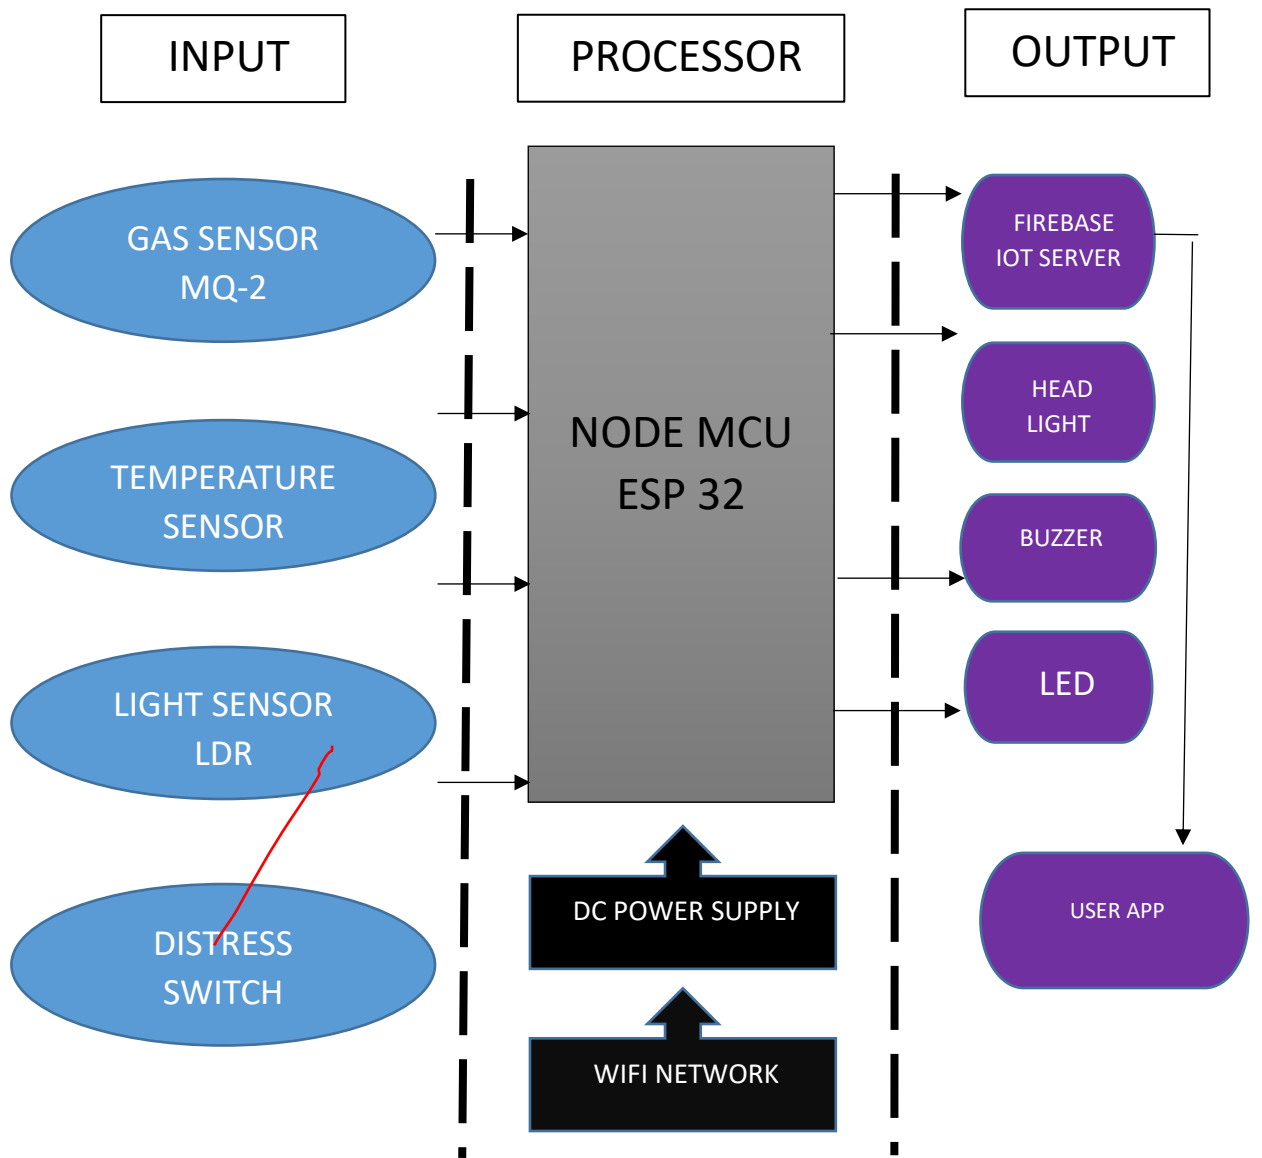 INPUT
PROCESSOR
OUTPUT
GAS SENSOR
MQ-2
TEMPERATURE
SENSOR
LIGHT SENSOR
LDR
DISTRESS
SWITCH
NODE MCU
ESP 32
DC POWER SUPPLY
WIFI NETWORK
FIREBASE
IOT SERVER
HEAD
LIGHT
BUZZER
LED
USER APP